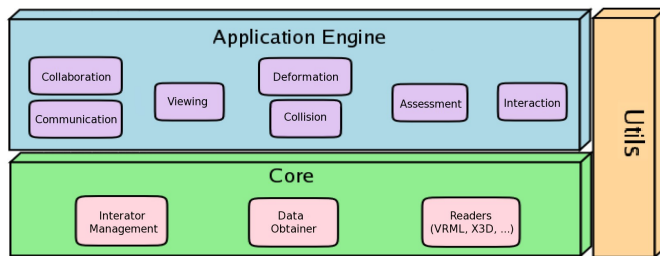 Application Engine
Collaboration
Communication
Viewing
Deformation
Collision
Assessment
Interaction
Core
Interator
Management
Data
Obtainer
Readers
(VRML, X3D, ...)
Utils